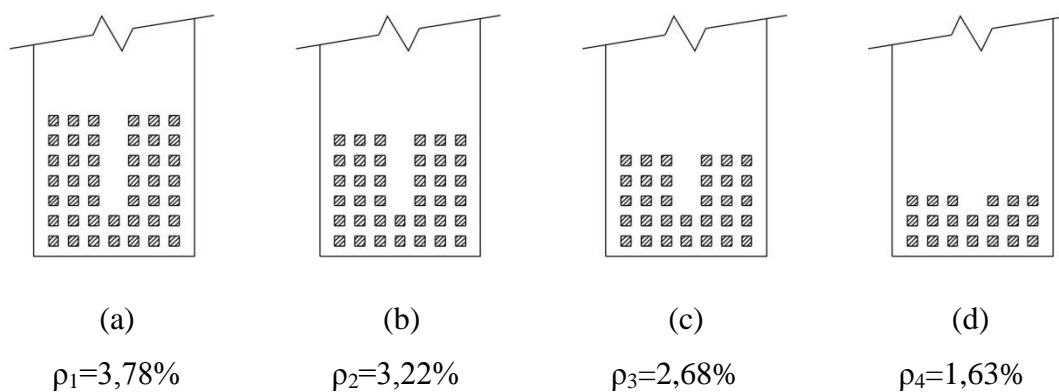 (a) (b) (c) (d)
ρ₁=3,78% ρ₂=3,22% ρ₃=2,68% ρ₄=1,63%